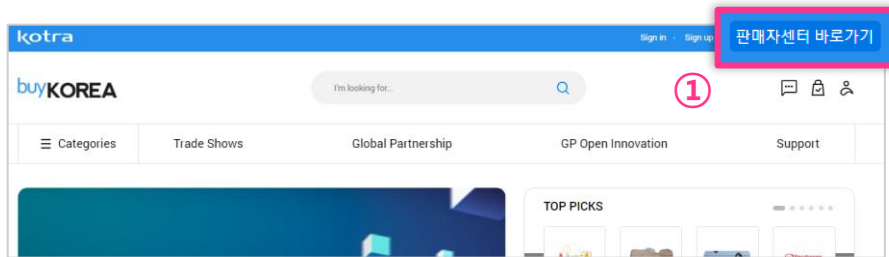 kotra
Sign in · Sign up
판매자센터 바로가기
buyKOREA
I'm looking for...
①
Categories
Trade Shows
Global Partnership
GP Open Innovation
Support
TOP PICKS